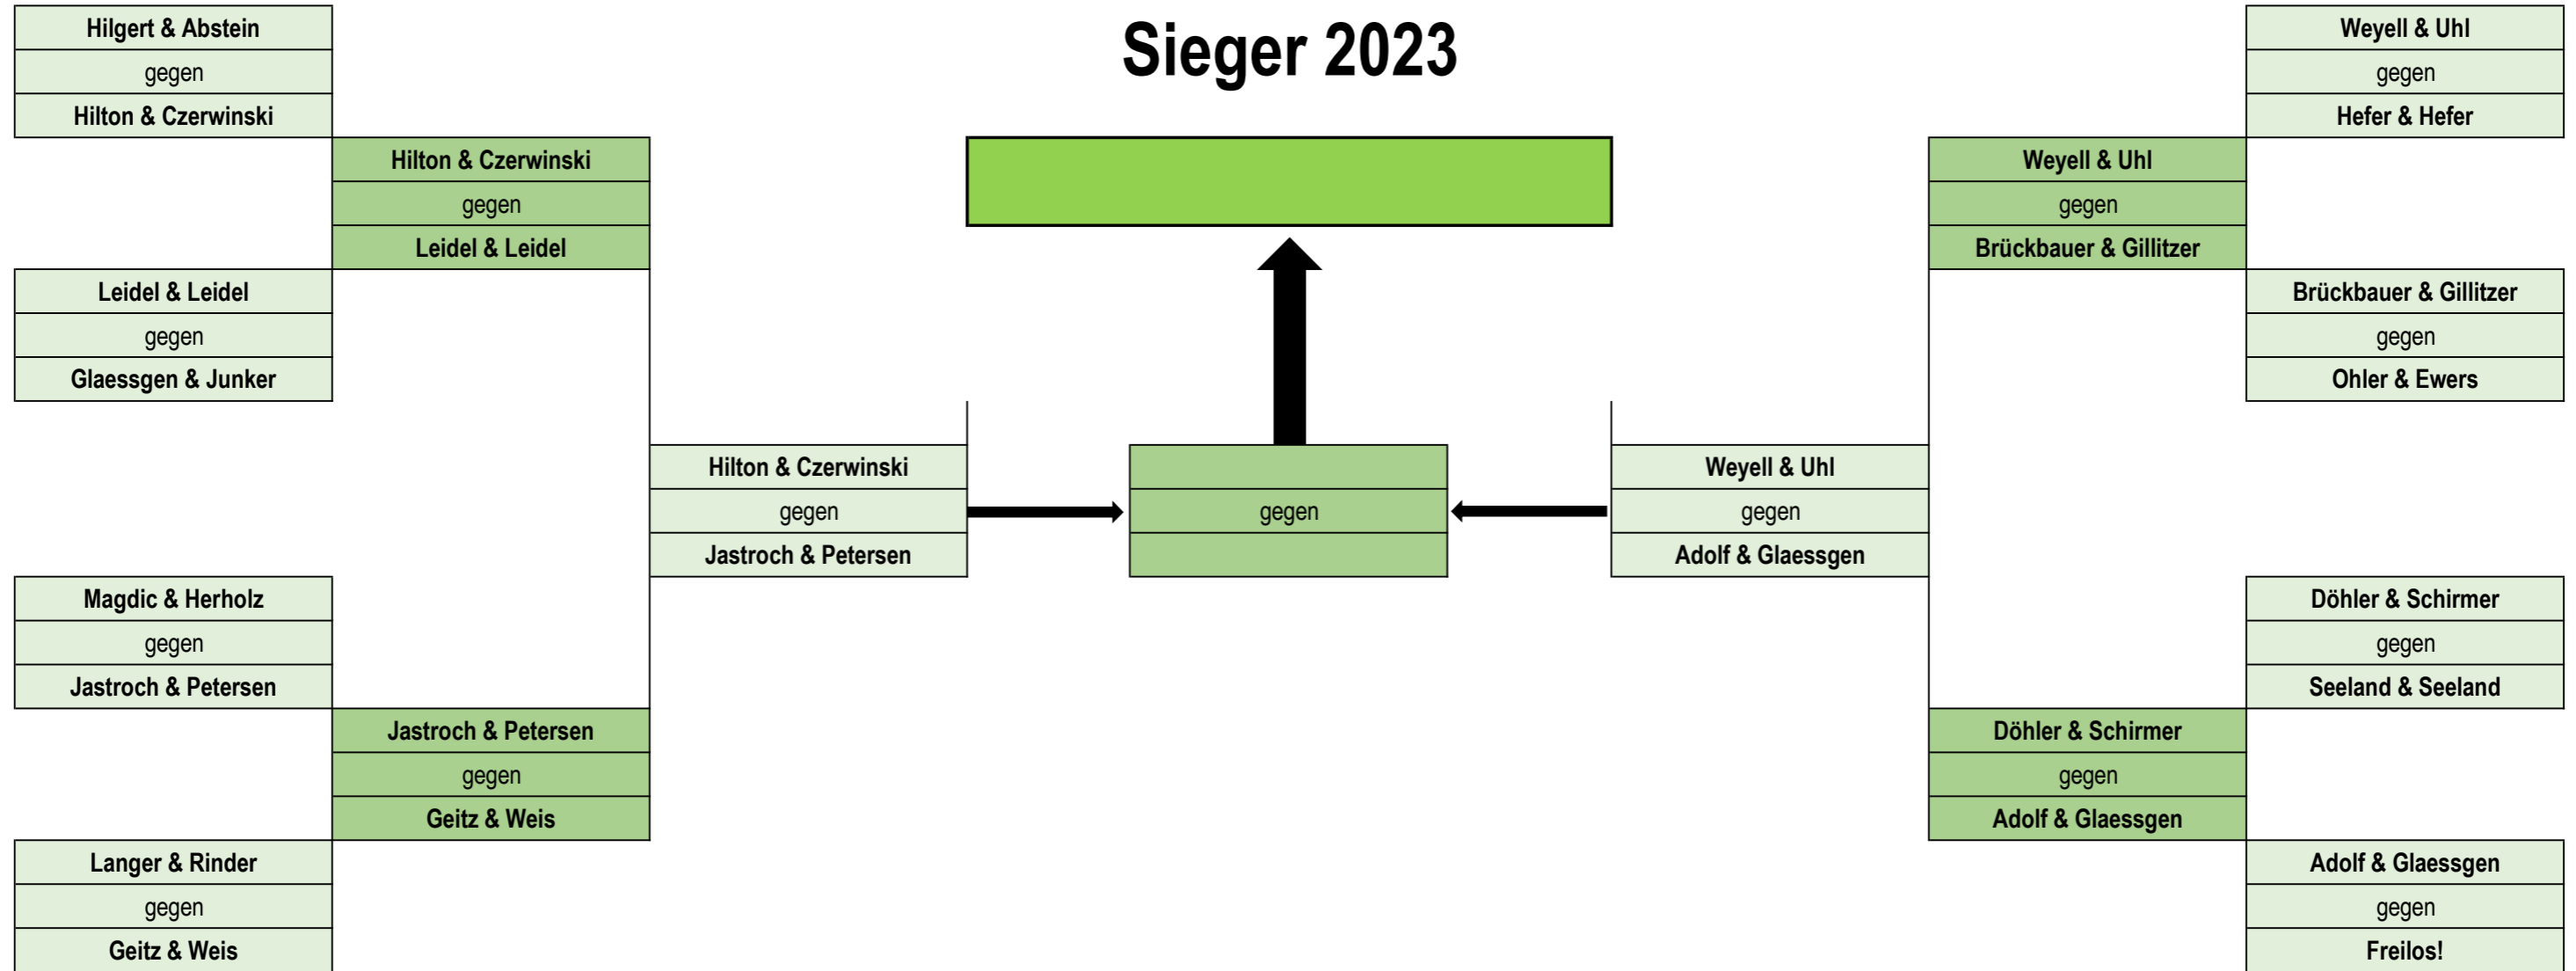 Sieger 2023
Hilgert & Abstein
gegen
Hilton & Czerwinski
Leidel & Leidel
gegen
Glaessgen & Junker
Magdic & Herholz
gegen
Jastroch & Petersen
Langer & Rinder
gegen
Geitz & Weis
Hilton & Czerwinski
gegen
Leidel & Leidel
Jastroch & Petersen
gegen
Geitz & Weis
Hilton & Czerwinski
gegen
Jastroch & Petersen
gegen
Weyell & Uhl
gegen
Adolf & Glaessgen
Weyell & Uhl
gegen
Brückbauer & Gillitzer
Döhler & Schirmer
gegen
Adolf & Glaessgen
Weyell & Uhl
gegen
Hefer & Hefer
Brückbauer & Gillitzer
gegen
Ohler & Ewers
Döhler & Schirmer
gegen
Seeland & Seeland
Adolf & Glaessgen
gegen
Freilos!